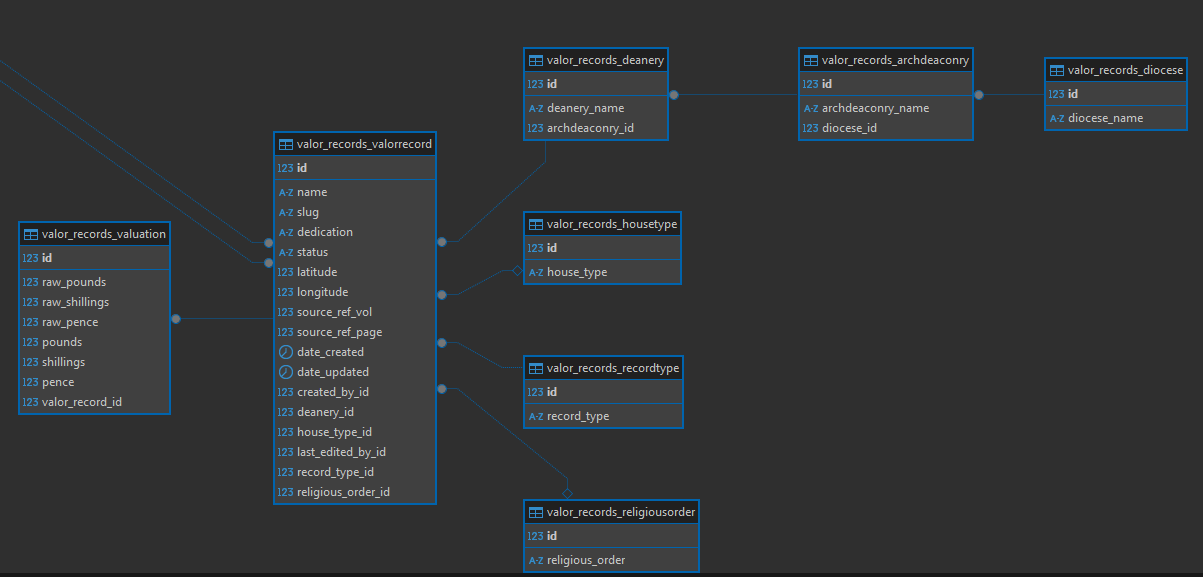 valor_records_deanery
123 id
A-Z deanery_name
123 archdeaconry_id
valor_records_archdeaconry
123 id
A-Z archdeaconry_name
123 diocese_id
valor_records_diocese
123 id
A-Z diocese_name
valor_records_valorrecord
123 id
A-Z name
A-Z slug
A-Z dedication
A-Z status
123 latitude
123 longitude
123 source_ref_vol
123 source_ref_page
date_created
date_updated
123 created_by_id
123 deanery_id
123 house_type_id
123 last_edited_by_id
123 record_type_id
123 religious_order_id
valor_records_valuation
123 id
123 raw_pounds
123 raw_shillings
123 raw_pence
123 pounds
123 shillings
123 pence
123 valor_record_id
valor_records_housetype
123 id
A-Z house_type
valor_records_recordtype
123 id
A-Z record_type
valor_records_religiousorder
123 id
A-Z religious_order